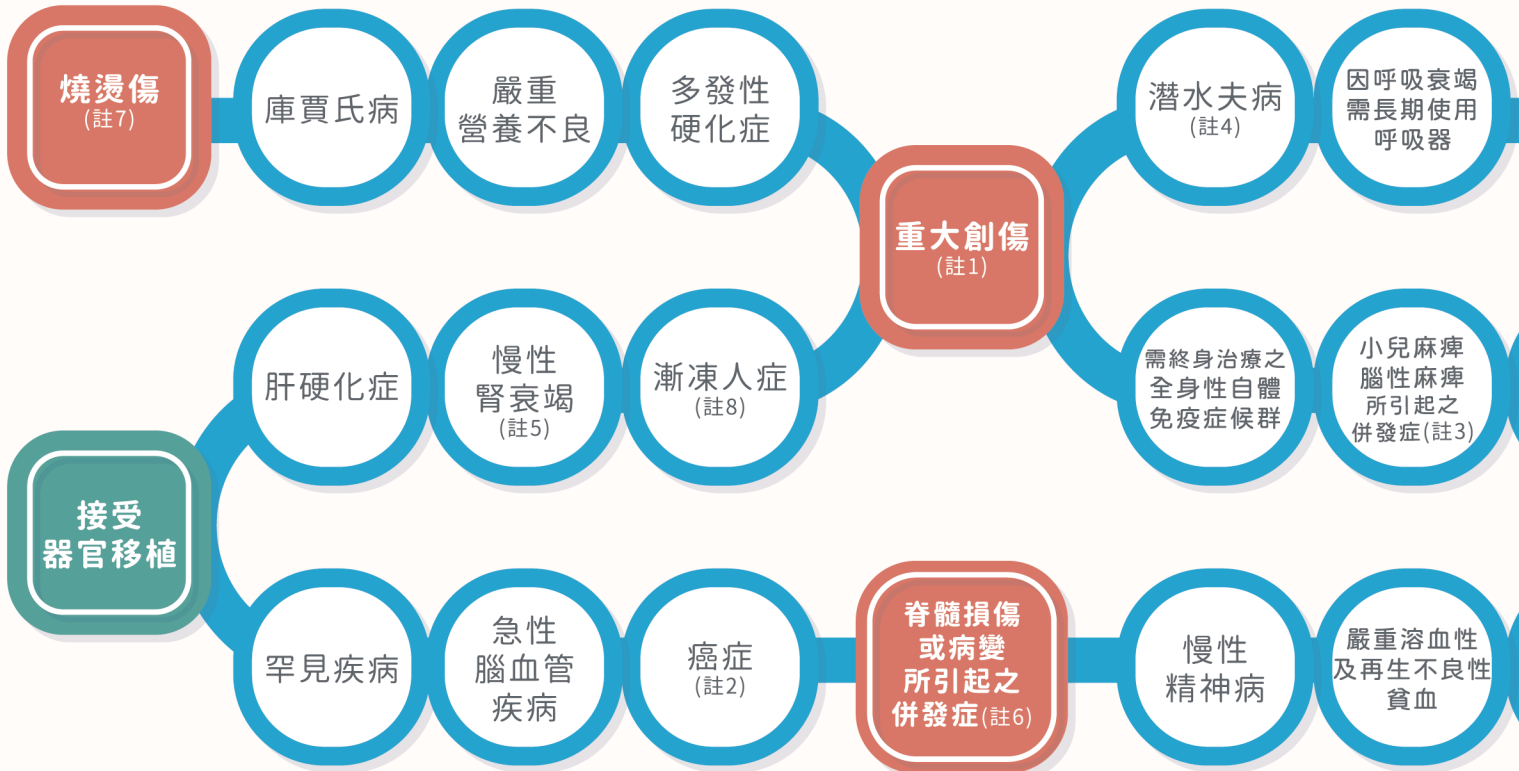 燒燙傷
(註7)
庫賈氏病
嚴重
營養不良
多發性
硬化症
潛水夫病
(註4)
因呼吸衰竭
需長期使用
呼吸器
重大創傷
(註1)
肝硬化症
慢性
腎衰竭
(註5)
漸凍人症
(註8)
需終身治療之
全身性自體
免疫症候群
小兒麻痺
腦性麻痺
所引起之
併發症(註3)
接受
器官移植
罕見疾病
急性
腦血管
疾病
癌症
(註2)
脊髓損傷
或病變
所引起之
併發症(註6)
慢性
精神病
嚴重溶血性
及再生不良性
貧血